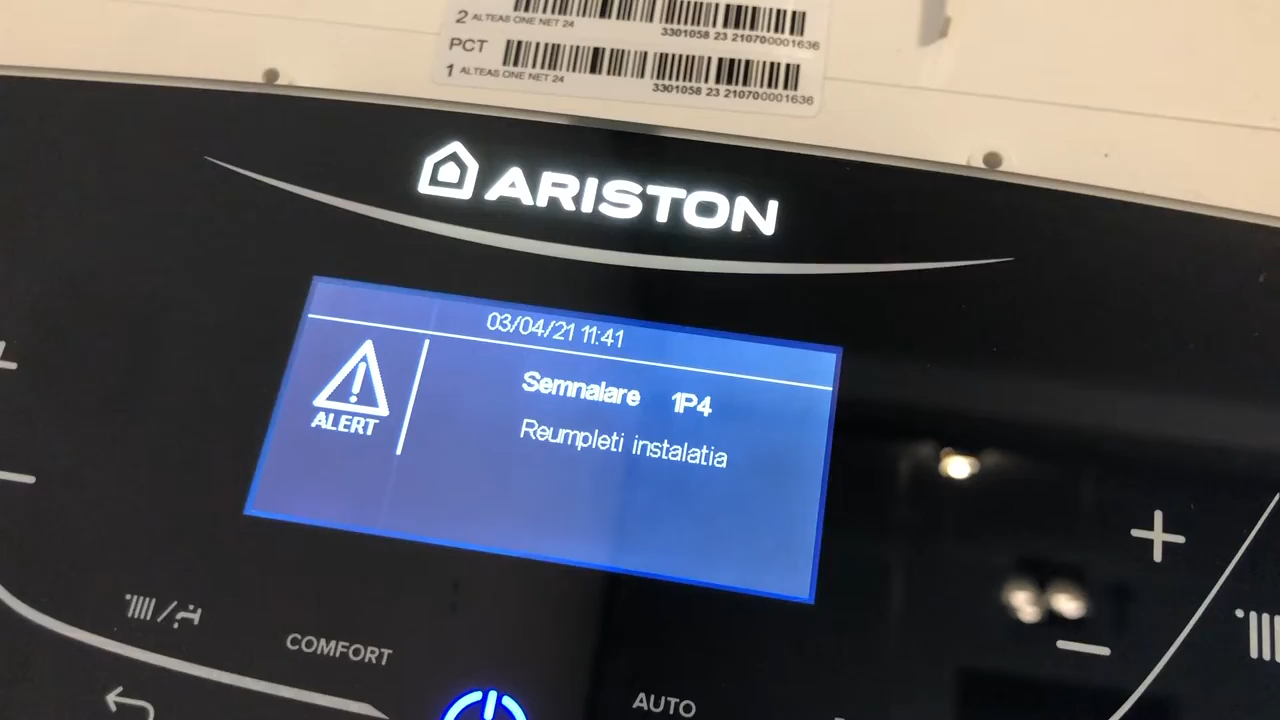 2 ALTEAS ONE NET 24
3301058 23 210700001636
PCT
1 ALTEAS ONE NET 24
3301058 23 210700001636
ARISTON
03/04/21 11:41
ALERT
Semnalare 1P4
Reumpleti instalatia
+
−
COMFORT
AUTO